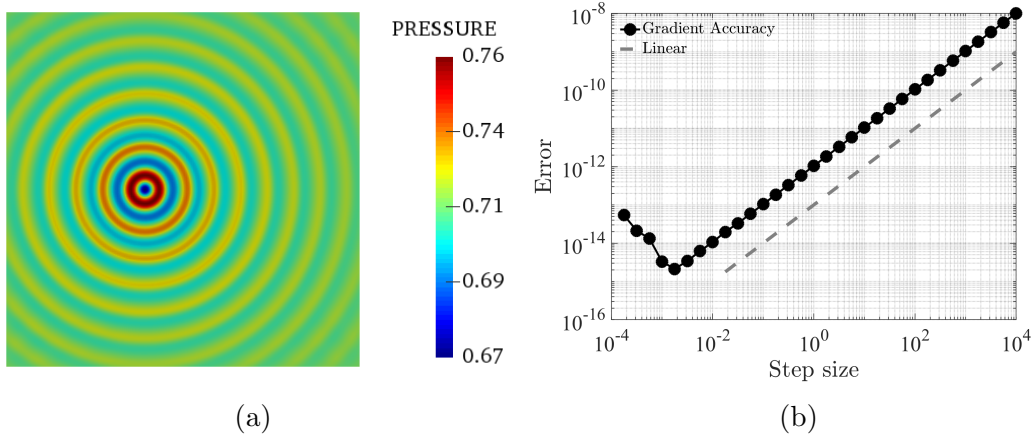 PRESSURE
0.76
0.74
0.71
0.69
0.67
(a)
Gradient Accuracy
Linear
Error
10^-8
10^-10
10^-12
10^-14
10^-16
10^-4
10^-2
10^0
10^2
10^4
Step size
(b)